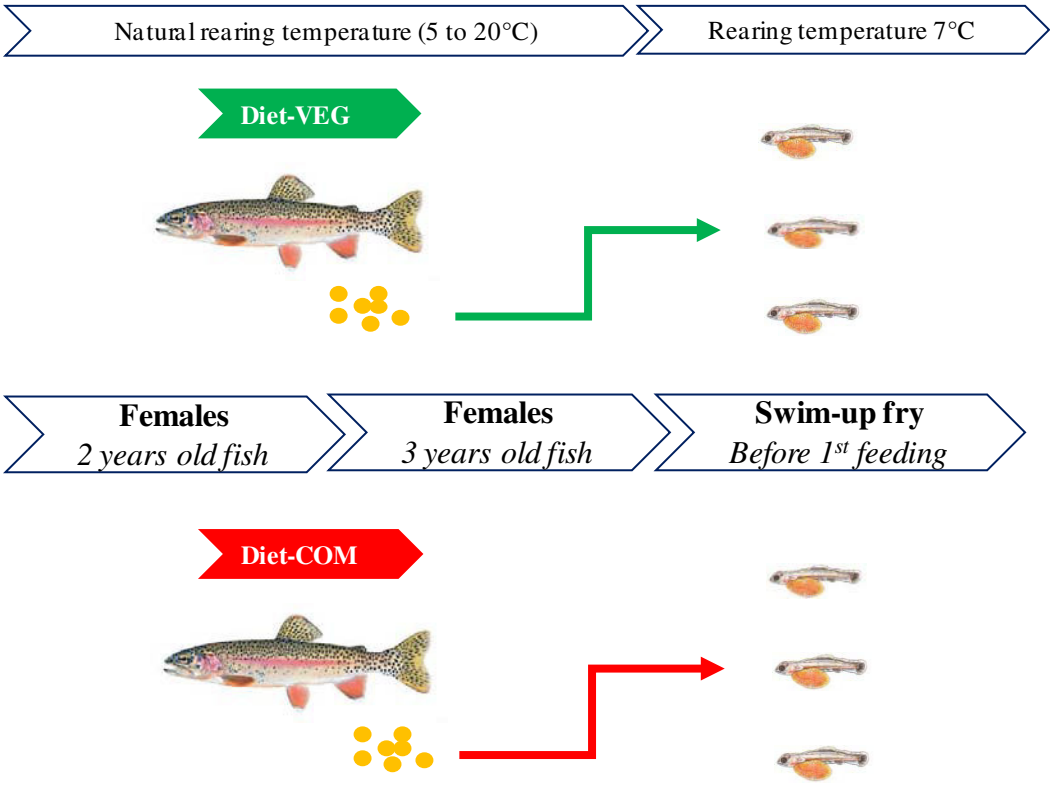 Natural rearing temperature (5 to 20°C)
Rearing temperature 7°C
Diet-VEG
Females
2 years old fish
Females
3 years old fish
Swim-up fry
Before 1st feeding
Diet-COM